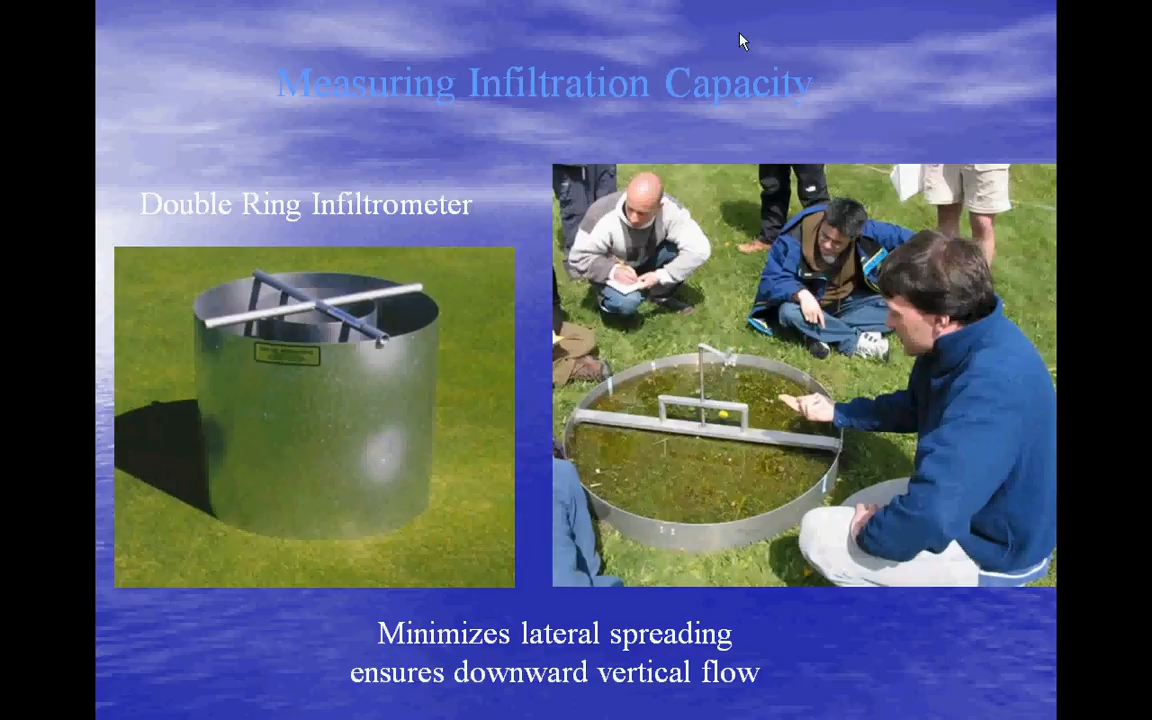 Measuring Infiltration Capacity
Double Ring Infiltrometer
Minimizes lateral spreading
ensures downward vertical flow